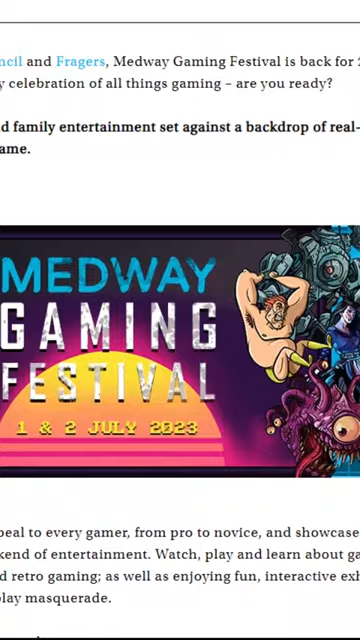 ncil and Fragers, Medway Gaming Festival is back for
y celebration of all things gaming – are you ready?
d family entertainment set against a backdrop of real-
ame.
MEDWAY
GAMING
FESTIVAL
1 & 2 JULY 2023
peal to every gamer, from pro to novice, and showcase
kend of entertainment. Watch, play and learn about ga
d retro gaming; as well as enjoying fun, interactive exh
play masquerade.